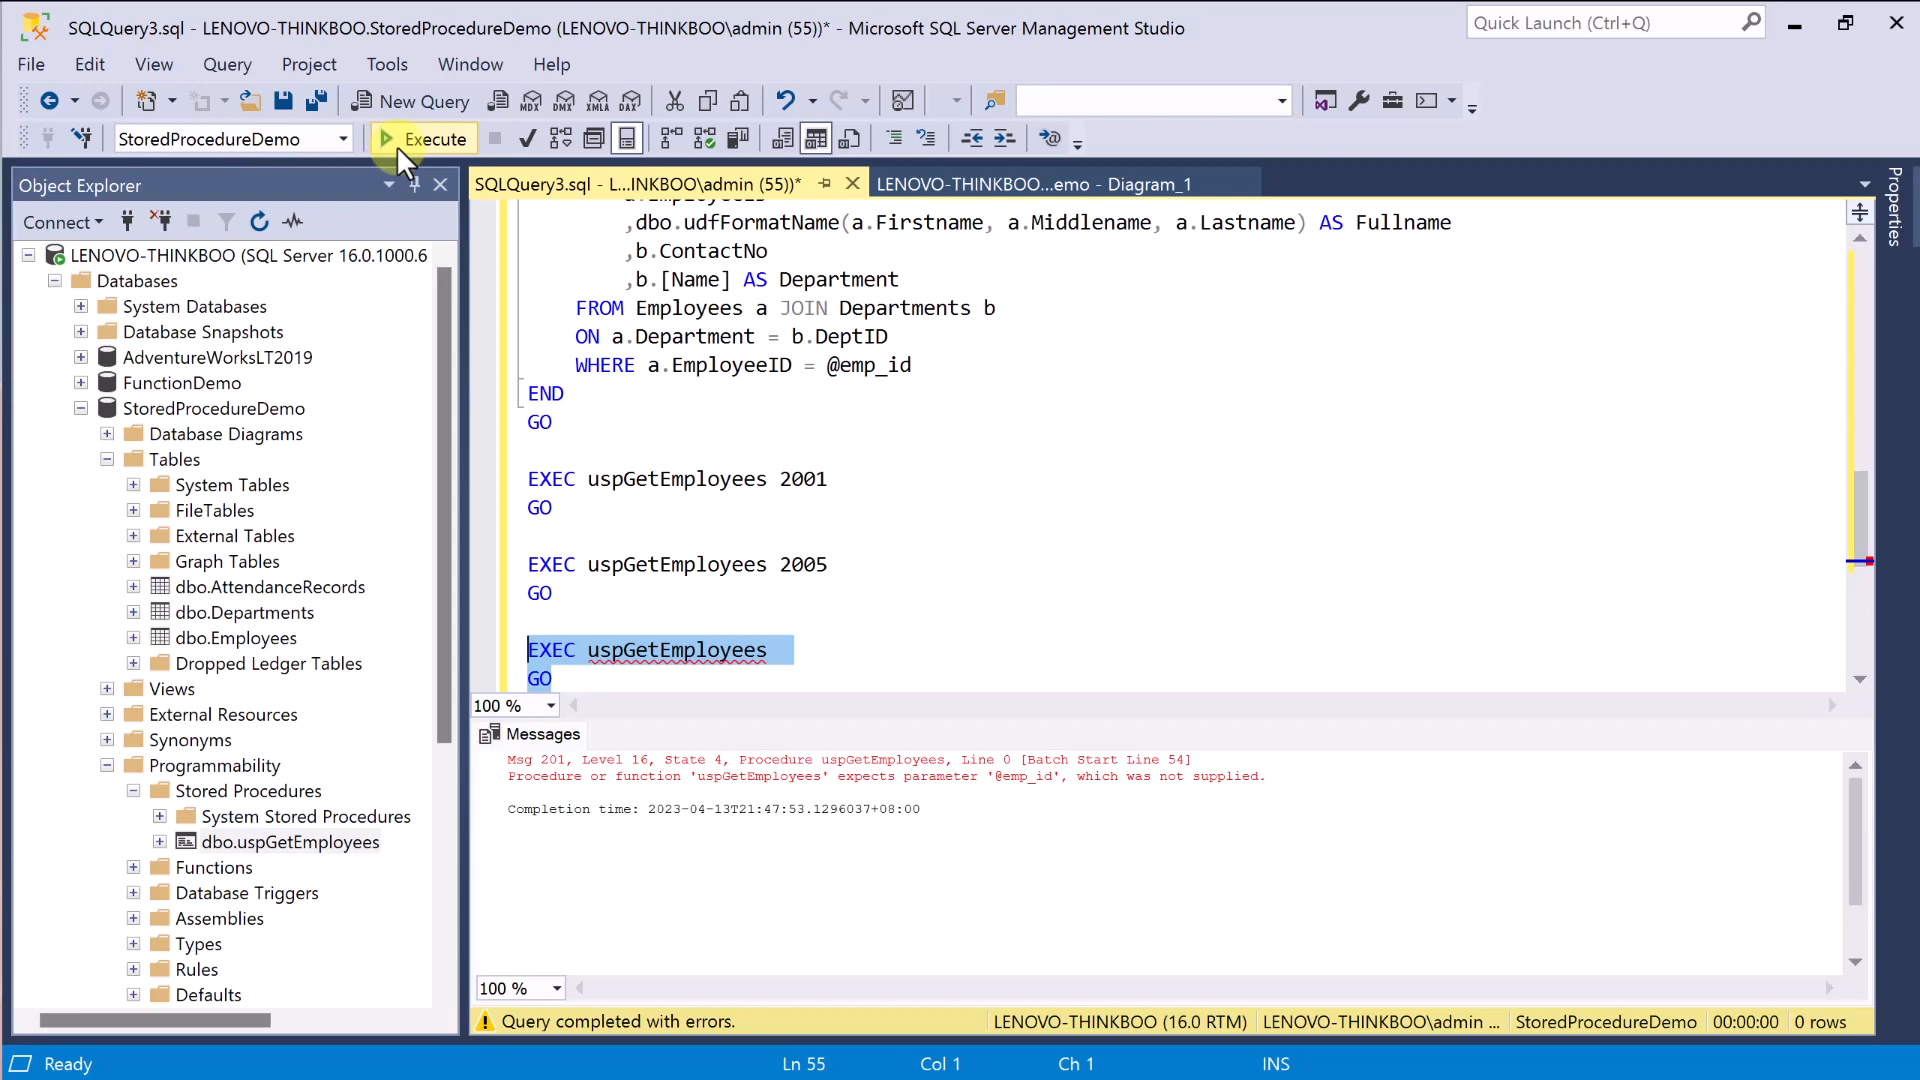 SQLQuery3.sql - LENOVO-THINKBOO.StoredProcedureDemo (LENOVO-THINKBOO\admin (55))* - Microsoft SQL Server Management Studio
Quick Launch (Ctrl+Q)
File Edit View Query Project Tools Window Help
New Query MDX DMX XMLA DAX
StoredProcedureDemo Execute
Object Explorer
Connect
LENOVO-THINKBOO (SQL Server 16.0.1000.6
Databases
System Databases
Database Snapshots
AdventureWorksLT2019
FunctionDemo
StoredProcedureDemo
Database Diagrams
Tables
System Tables
FileTables
External Tables
Graph Tables
dbo.AttendanceRecords
dbo.Departments
dbo.Employees
Dropped Ledger Tables
Views
External Resources
Synonyms
Programmability
Stored Procedures
System Stored Procedures
dbo.uspGetEmployees
Functions
Database Triggers
Assemblies
Types
Rules
Defaults
SQLQuery3.sql - L...INKBOO\admin (55))*
LENOVO-THINKBOO...emo - Diagram_1
,dbo.udfFormatName(a.Firstname, a.Middlename, a.Lastname) AS Fullname
,b.ContactNo
,b.[Name] AS Department
FROM Employees a JOIN Departments b
ON a.Department = b.DeptID
WHERE a.EmployeeID = @emp_id
END
GO
EXEC uspGetEmployees 2001
GO
EXEC uspGetEmployees 2005
GO
EXEC uspGetEmployees
GO
100 %
Messages
Msg 201, Level 16, State 4, Procedure uspGetEmployees, Line 0 [Batch Start Line 54]
Procedure or function 'uspGetEmployees' expects parameter '@emp_id', which was not supplied.
Completion time: 2023-04-13T21:47:53.1296037+08:00
100 %
Query completed with errors.
LENOVO-THINKBOO (16.0 RTM) LENOVO-THINKBOO\admin ... StoredProcedureDemo 00:00:00 0 rows
Properties
Ready Ln 55 Col 1 Ch 1 INS